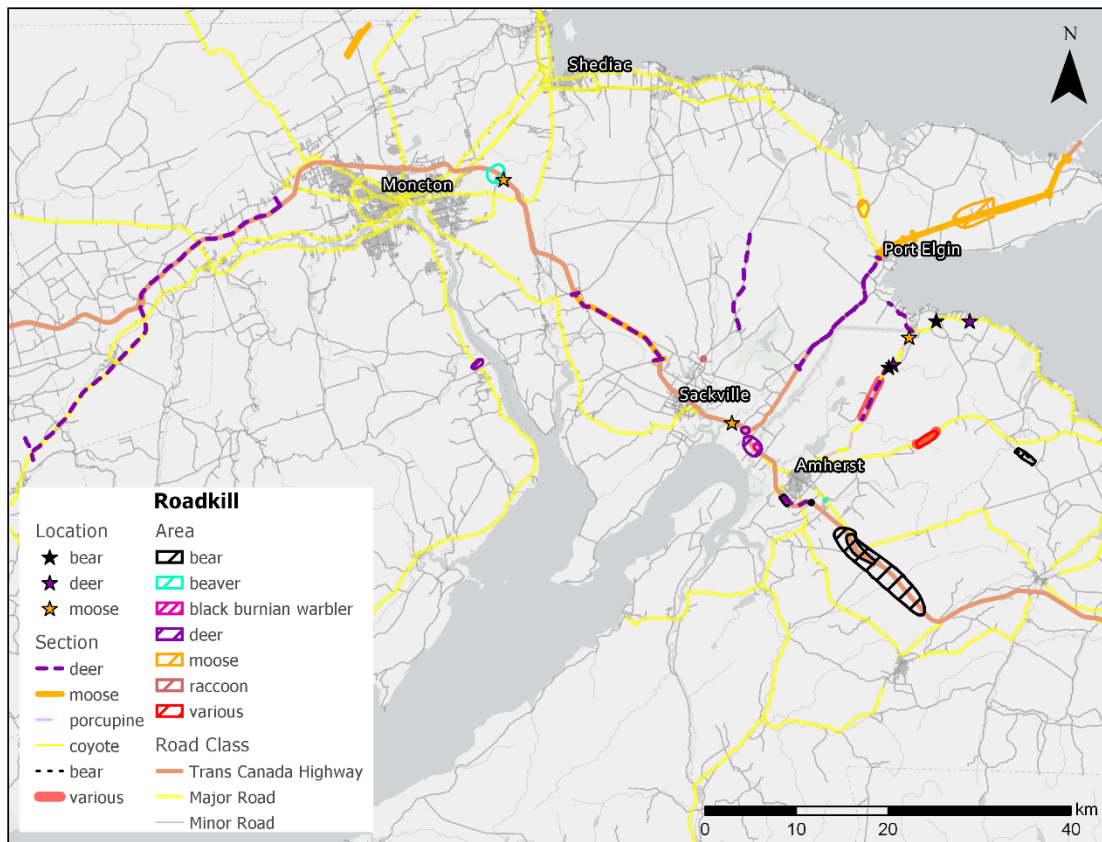 N
Shediac
Moncton
Port Elgin
Sackville
Amherst
Roadkill
Location
bear
deer
moose
Section
deer
moose
porcupine
coyote
bear
various
Area
bear
beaver
black burnian warbler
deer
moose
raccoon
various
Road Class
Trans Canada Highway
Major Road
Minor Road
km
0 10 20 40